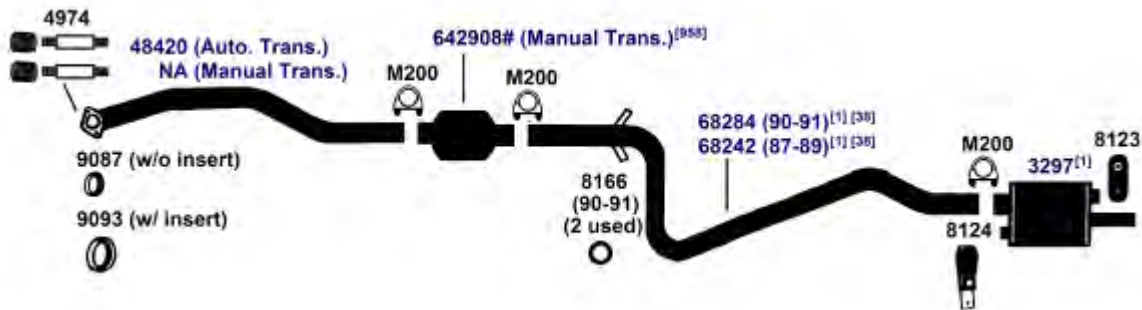 4974
48420 (Auto. Trans.)
NA (Manual Trans.)
642908# (Manual Trans.)[958]
M200
M200
9087 (w/o insert)
9093 (w/ insert)
8166
(90-91)
(2 used)
68284 (90-91)[1] [38]
68242 (87-89)[1] [38]
M200
8123
3297[1]
8124